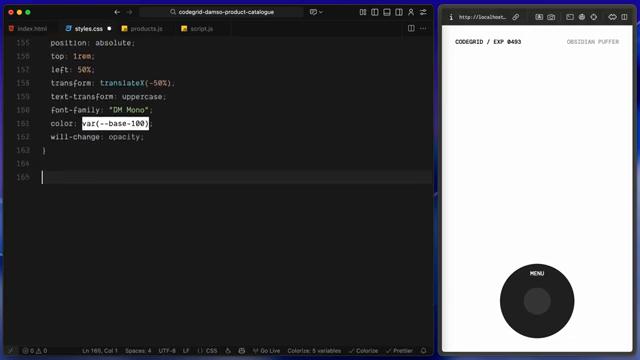 codegrid-damso-product-catalogue
index.html
styles.css
products.js
script.js
155 position: absolute;
156 top: 1rem;
157 left: 50%;
158 transform: translateX(-50%);
159 text-transform: uppercase;
160 font-family: "DM Mono";
161 color: var(--base-100);
162 will-change: opacity;
163 }
164
165
0 0
Ln 165, Col 1
Spaces: 4
UTF-8
LF
{} CSS
Go Live
Colorize: 5 variables
Colorize
Prettier
http://localhost...
CODEGRID / EXP 0493
OBSIDIAN PUFFER
MENU